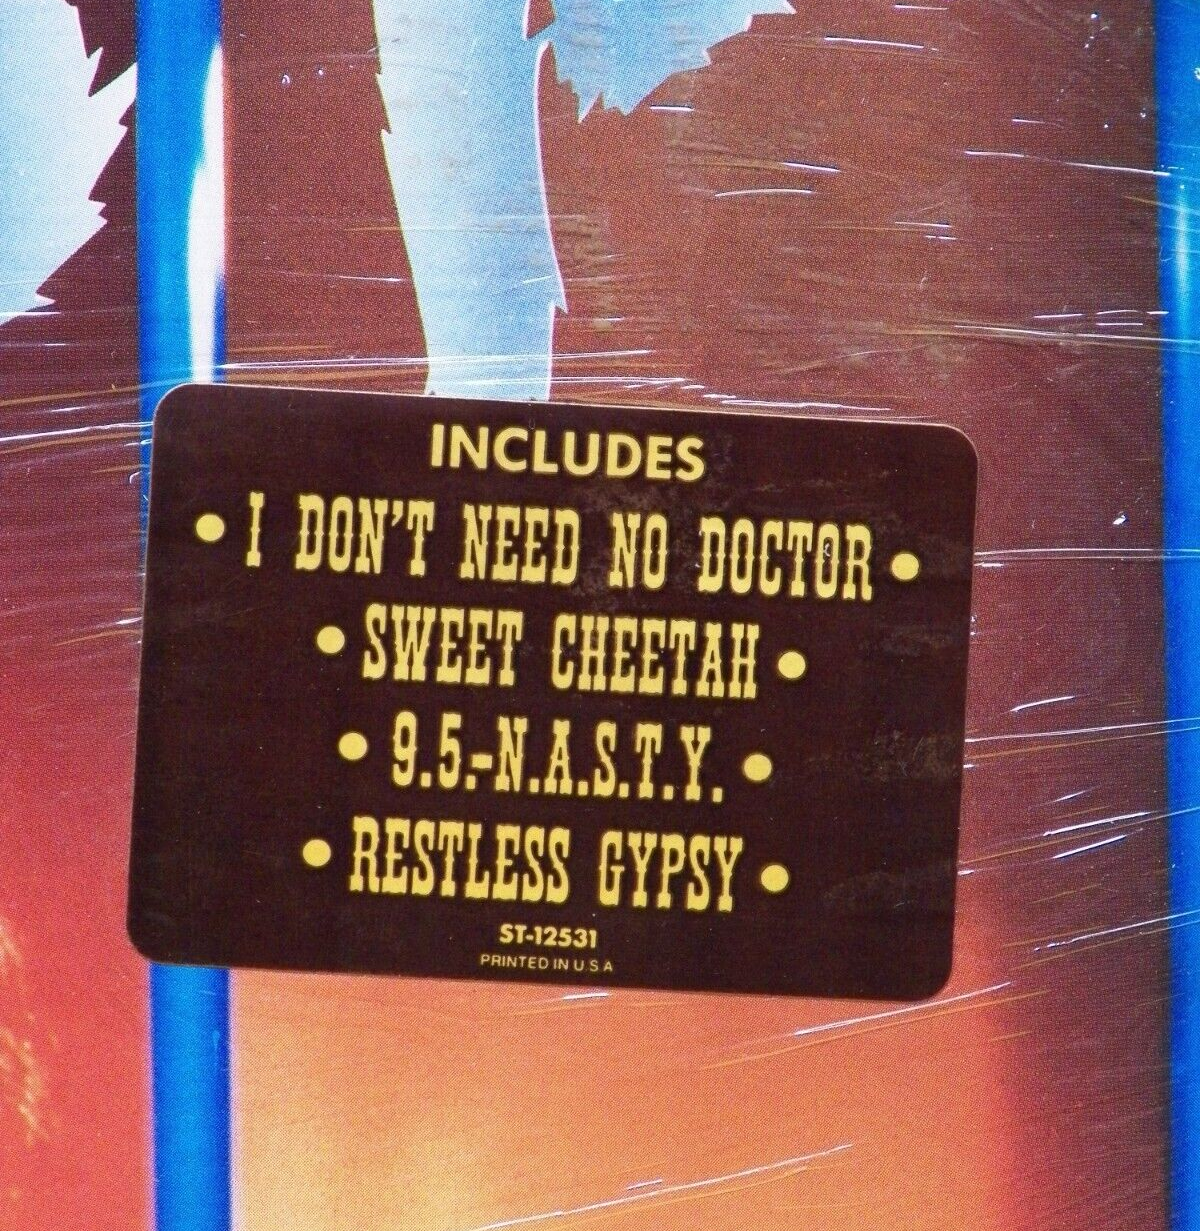 INCLUDES
• I DON'T NEED NO DOCTOR •
• SWEET CHEETAH •
• 9.5.-N.A.S.T.Y. •
• RESTLESS GYPSY •
ST-12531
PRINTED IN U.S.A